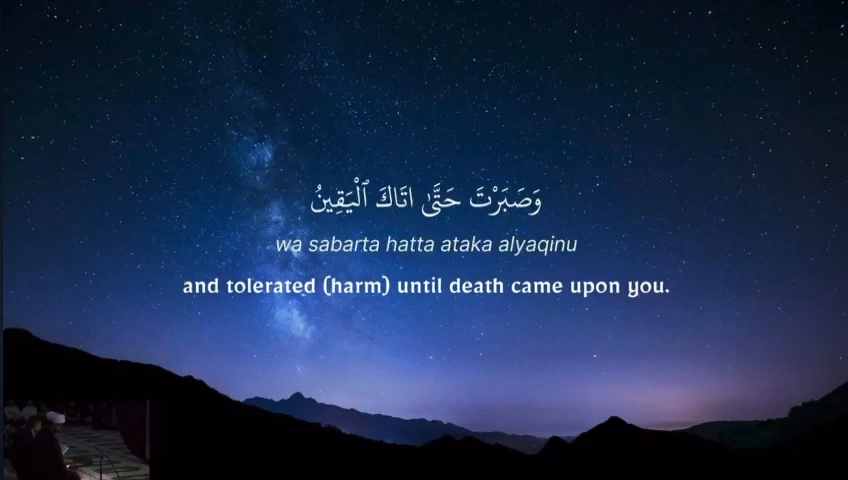 وَصَبَرْتَ حَتَّىٰ اتَاكَ ٱلْيَقِينُ
wa sabarta hatta ataka alyaqinu
and tolerated (harm) until death came upon you.